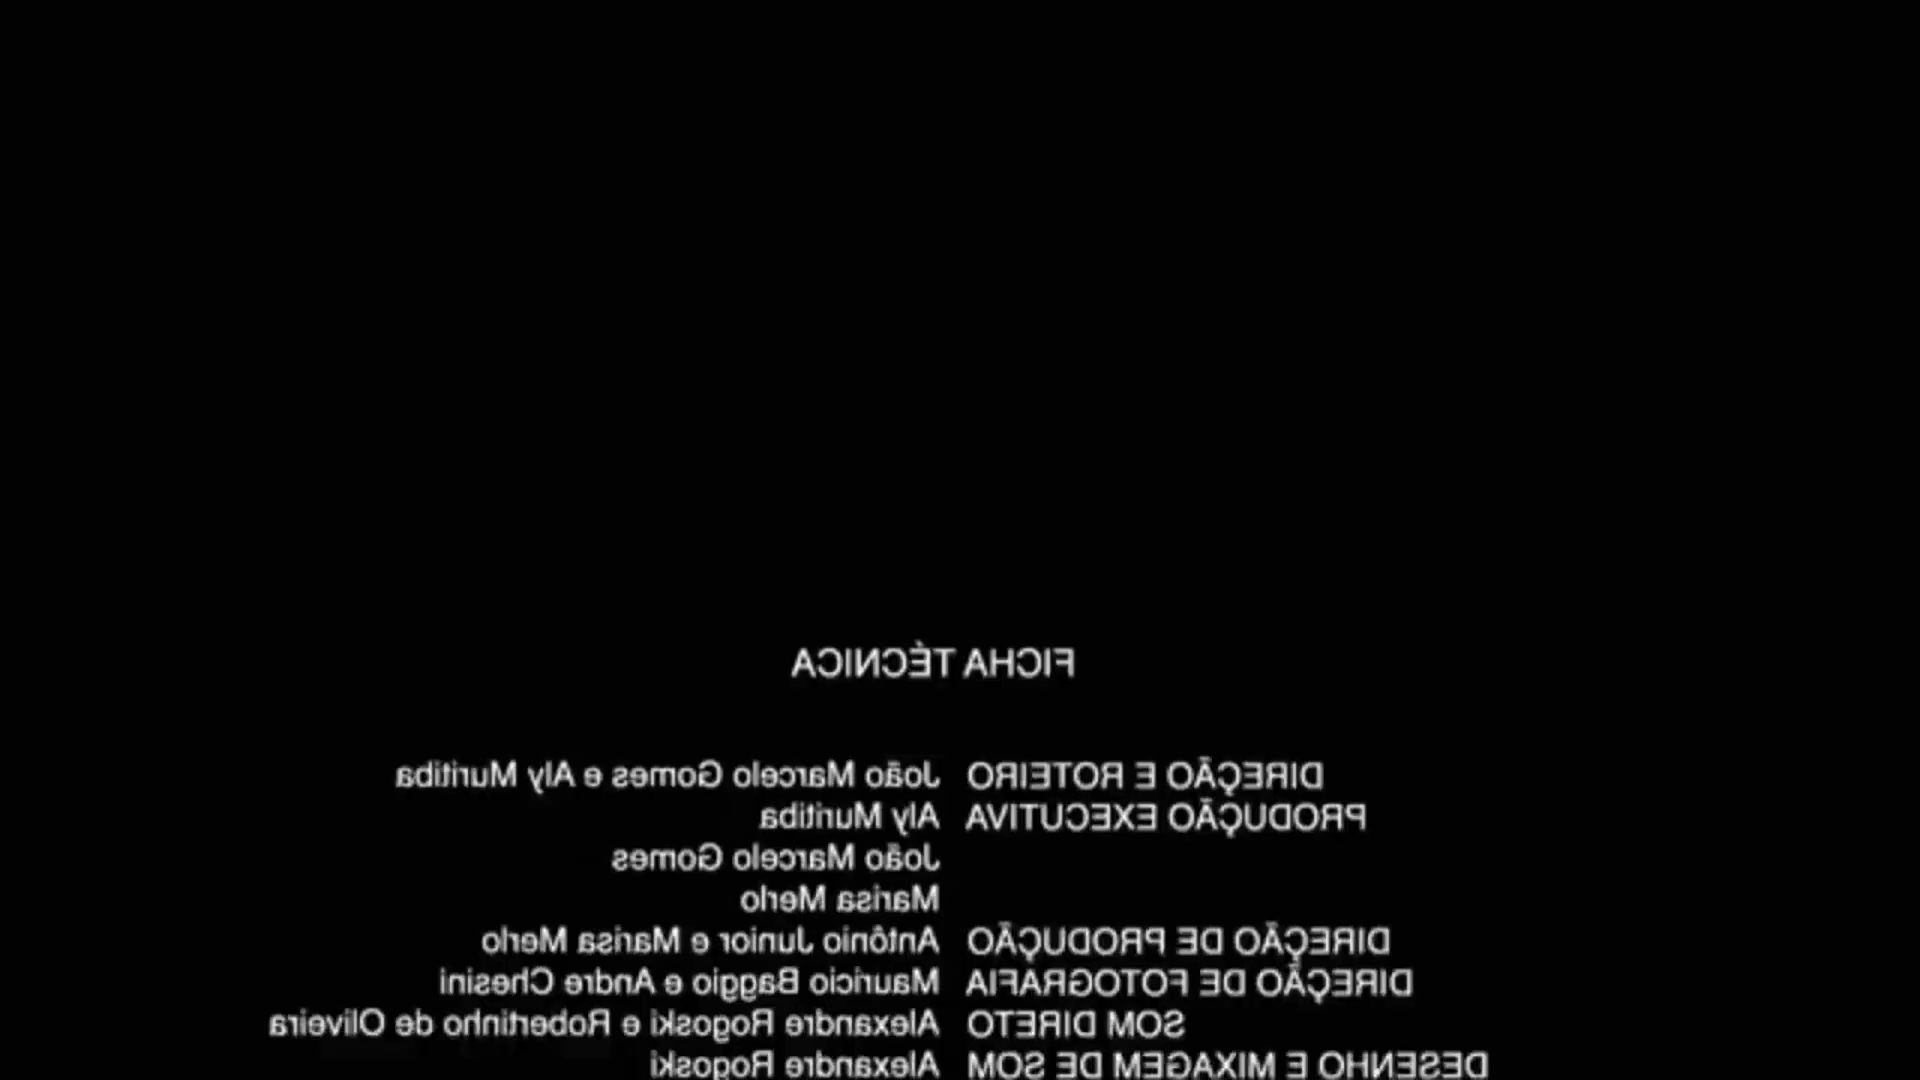 FICHA TÉCNICA
DIREÇÃO E ROTEIRO João Marcelo Gomes e Aly Muritiba
PRODUÇÃO EXECUTIVA Aly Muritiba
João Marcelo Gomes
Marisa Merlo
DIREÇÃO DE PRODUÇÃO Antônio Junior e Marisa Merlo
DIREÇÃO DE FOTOGRAFIA Mauricio Baggio e Andre Chesini
SOM DIRETO Alexandre Rogoski e Robertinho de Oliveira
DESENHO E MIXAGEM DE SOM Alexandre Rogoski